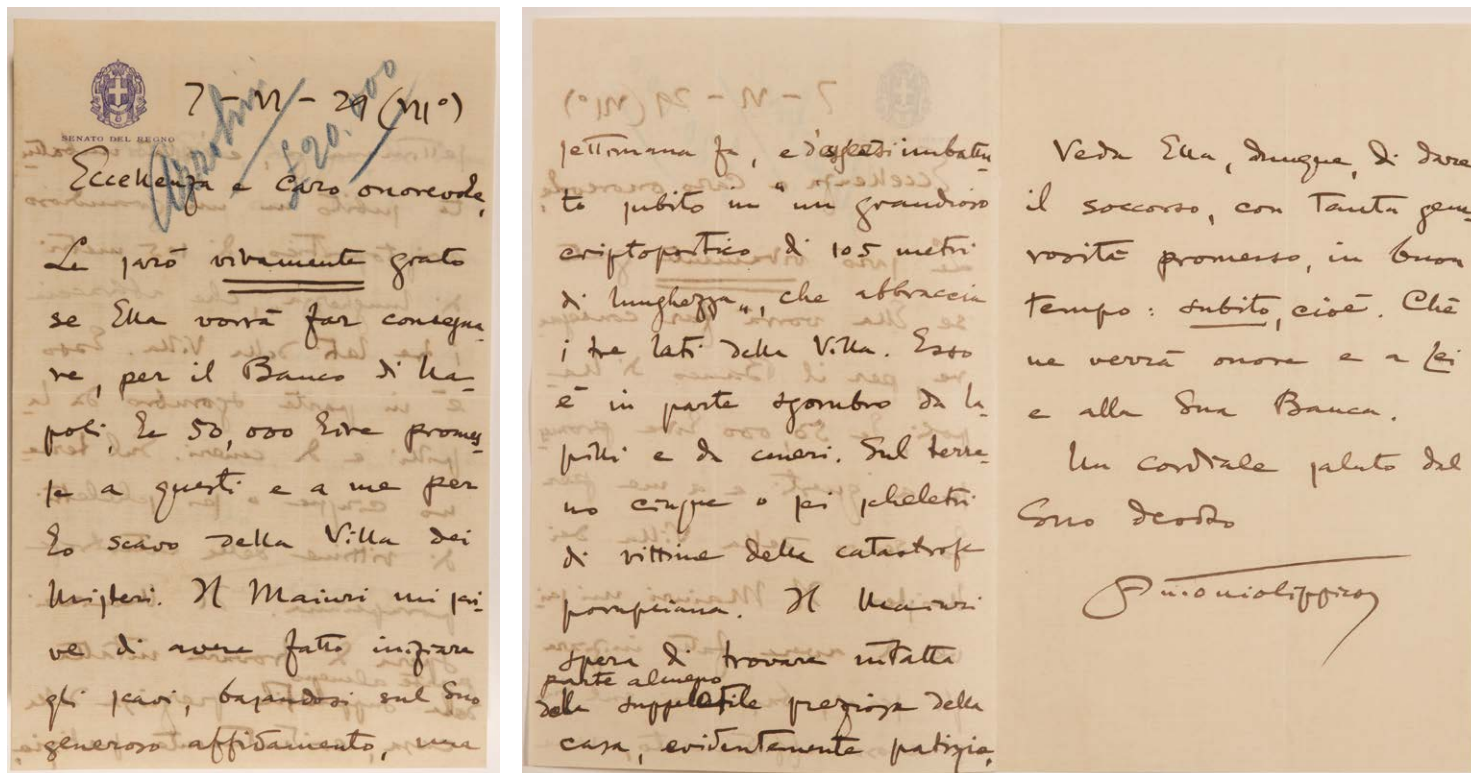 7 - VI - 29 (VII°)
£20.000
SENATO DEL REGNO
Eccellenza e caro onorevole,
Le sarò vivamente grato
se Ella vorrà far consegna-
re, per il Banco di Na-
poli, le 50,000 lire promes-
se a questi e a me per
lo scavo della Villa dei
Misteri. Il Maiuri mi scri-
ve di avere fatto iniziare
gli scavi, basandosi sul Suo
generoso affidamento, una
settimana fa, e d'essersi imbattu-
to subito in "un grandioso
criptoportico di 105 metri
di lunghezza", che abbraccia
i tre lati della Villa. Esso
è in parte sgombro da la-
pilli e da ceneri. Sul terre-
no cinque o sei scheletri
di vittime della catastrofe
pompeiana. Il Maiuri
spera di trovare intatta
parte almeno
della suppellettile preziosa della
casa, evidentemente patrizia.
Veda Ella, dunque, di dare
il soccorso, con tanta gene-
rosità promesso, in buon
tempo: subito, cioè. Che
ne verrà onore e a Lei
e alla Sua Banca.
Un cordiale saluto dal
Suo devoto